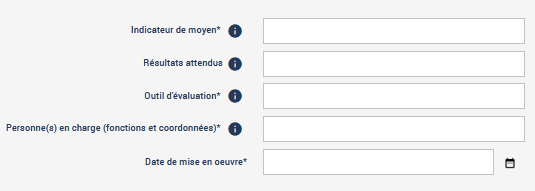 Indicateur de moyen*
Résultats attendus
Outil d'évaluation*
Personne(s) en charge (fonctions et coordonnées)*
Date de mise en oeuvre*